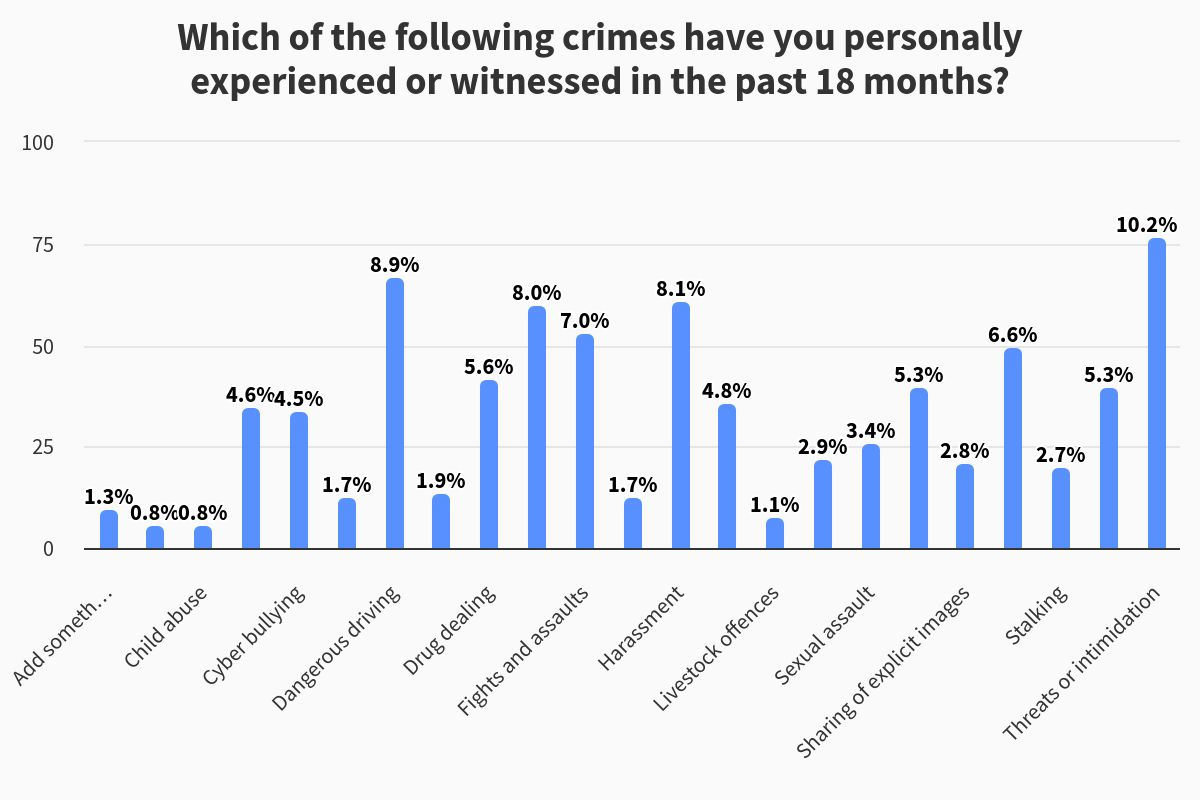 Which of the following crimes have you personally
experienced or witnessed in the past 18 months?
100
75
50
25
0
1.3%
0.8%
0.8%
4.6%
4.5%
1.7%
8.9%
1.9%
5.6%
8.0%
7.0%
1.7%
8.1%
4.8%
1.1%
2.9%
3.4%
5.3%
2.8%
6.6%
2.7%
5.3%
10.2%
Add someth…
Child abuse
Cyber bullying
Dangerous driving
Drug dealing
Fights and assaults
Harassment
Livestock offences
Sexual assault
Sharing of explicit images
Stalking
Threats or intimidation